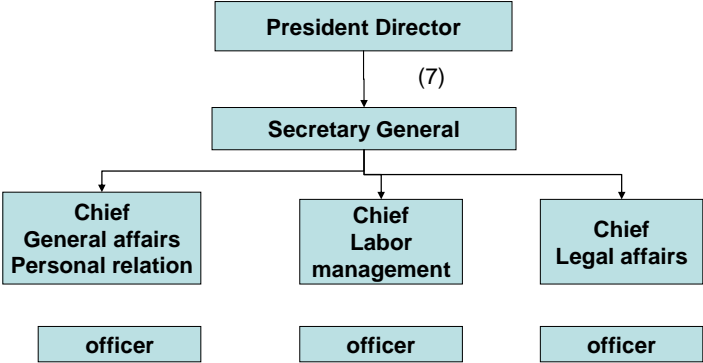 President Director
(7)
Secretary General
Chief
General affairs
Personal relation
Chief
Labor
management
Chief
Legal affairs
officer
officer
officer